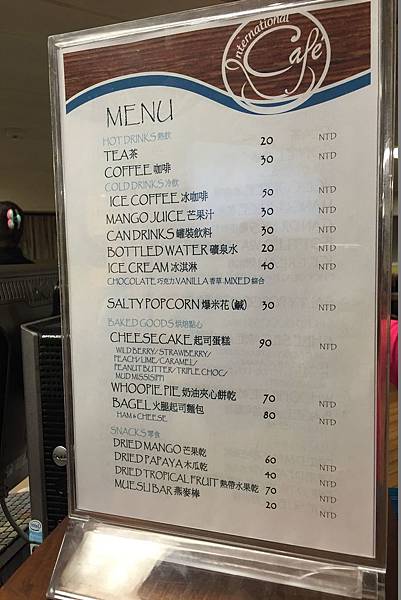 International
Café
MENU
HOT DRINKS 熱飲
TEA 茶 20 NTD
COFFEE 咖啡 30 NTD
COLD DRINKS 冷飲
ICE COFFEE 冰咖啡 50 NTD
MANGO JUICE 芒果汁 30 NTD
CAN DRINKS 罐裝飲料 30 NTD
BOTTLED WATER 礦泉水 20 NTD
ICE CREAM 冰淇淋 40 NTD
CHOCOLATE 巧克力 VANILLA 香草 MIXED 綜合
SALTY POPCORN 爆米花 (鹹) 30 NTD
BAKED GOODS 烘焙點心
CHEESECAKE 起司蛋糕 90 NTD
WILD BERRY/ STRAWBERRY/
PEACH/ LIME/ CARAMEL/
PEANUT BUTTER/ TRIPLE CHOC/
MUD MISSISIPPI
WHOOPIE PIE 奶油夾心餅乾 70 NTD
BAGEL 火腿起司麵包 80 NTD
HAM & CHEESE
SNACKS 零食
DRIED MANGO 芒果乾 60 NTD
DRIED PAPAYA 木瓜乾 40 NTD
DRIED TROPICAL FRUIT 熱帶水果乾 70 NTD
MUESLI BAR 燕麥棒 20 NTD
intel